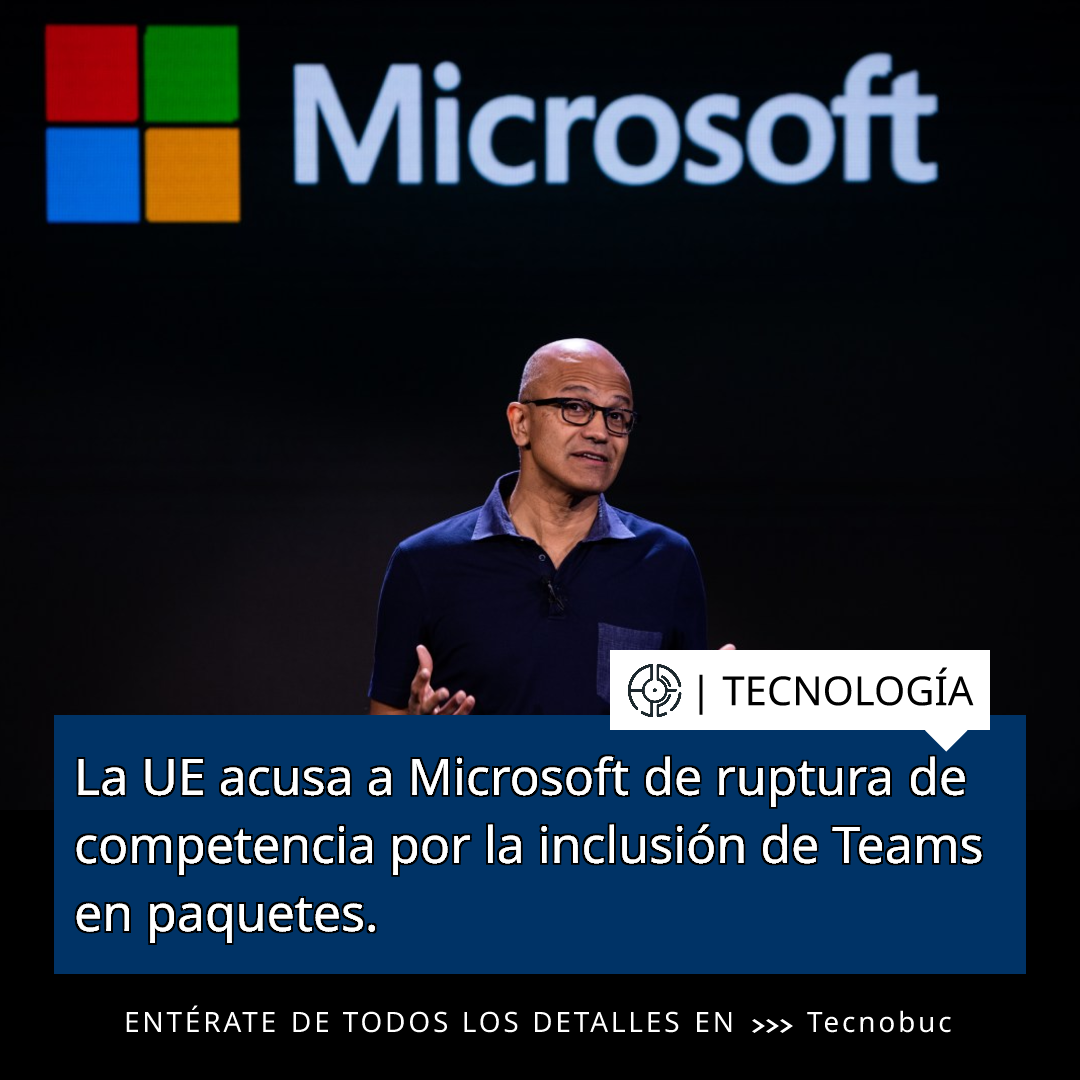 Microsoft
| TECNOLOGÍA
La UE acusa a Microsoft de ruptura de
competencia por la inclusión de Teams
en paquetes.
ENTÉRATE DE TODOS LOS DETALLES EN >>> Tecnobuc